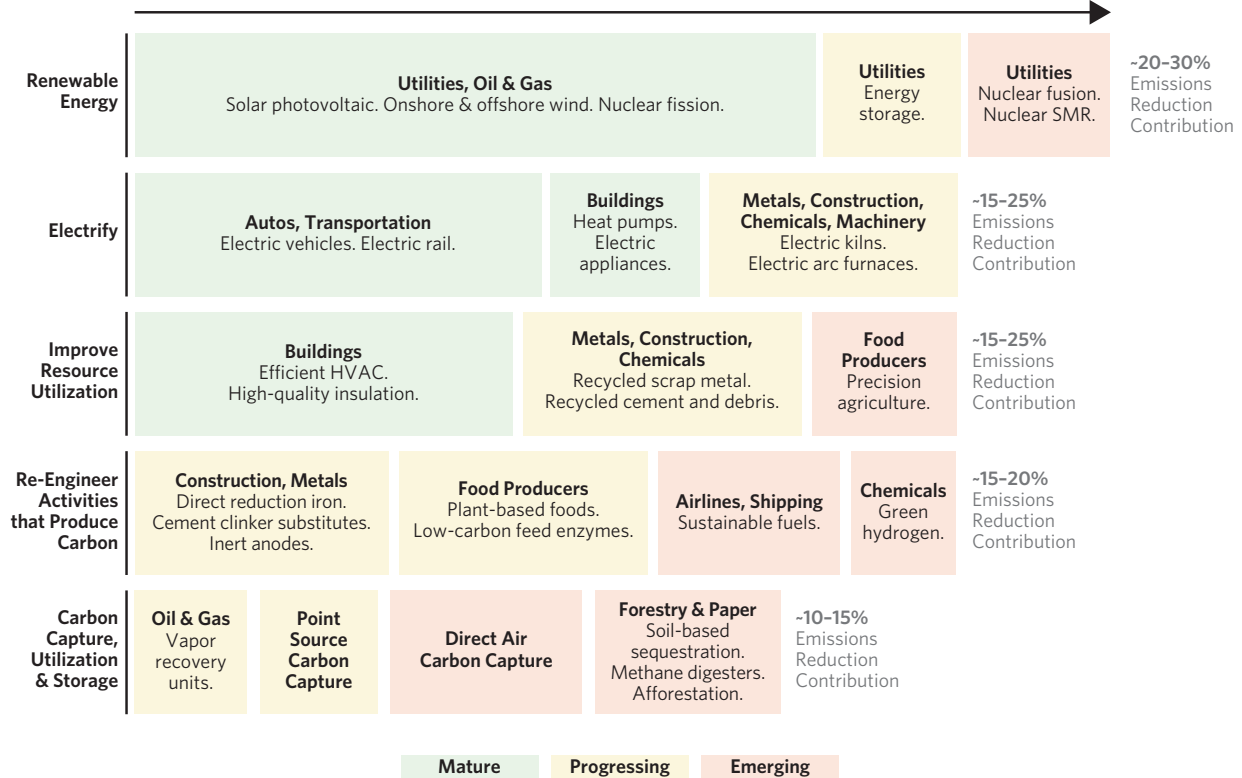 Renewable
Energy
Utilities, Oil & Gas
Solar photovoltaic. Onshore & offshore wind. Nuclear fission.
Utilities
Energy
storage.
Utilities
Nuclear fusion.
Nuclear SMR.
~20–30%
Emissions
Reduction
Contribution
Electrify
Autos, Transportation
Electric vehicles. Electric rail.
Buildings
Heat pumps.
Electric
appliances.
Metals, Construction,
Chemicals, Machinery
Electric kilns.
Electric arc furnaces.
~15–25%
Emissions
Reduction
Contribution
Improve
Resource
Utilization
Buildings
Efficient HVAC.
High-quality insulation.
Metals, Construction,
Chemicals
Recycled scrap metal.
Recycled cement and debris.
Food
Producers
Precision
agriculture.
~15–25%
Emissions
Reduction
Contribution
Re-Engineer
Activities
that Produce
Carbon
Construction, Metals
Direct reduction iron.
Cement clinker substitutes.
Inert anodes.
Food Producers
Plant-based foods.
Low-carbon feed enzymes.
Airlines, Shipping
Sustainable fuels.
Chemicals
Green
hydrogen.
~15–20%
Emissions
Reduction
Contribution
Carbon
Capture,
Utilization
& Storage
Oil & Gas
Vapor
recovery
units.
Point
Source
Carbon
Capture
Direct Air
Carbon Capture
Forestry & Paper
Soil-based
sequestration.
Methane digesters.
Afforestation.
~10–15%
Emissions
Reduction
Contribution
Mature
Progressing
Emerging